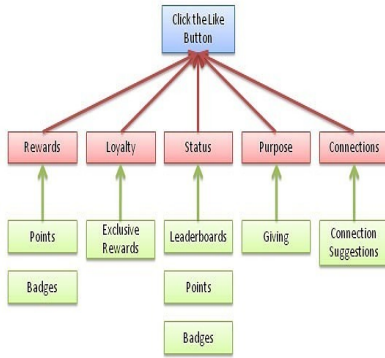 Click the Like
Button
Rewards
Loyalty
Status
Purpose
Connections
Points
Exclusive
Rewards
Leaderboards
Giving
Connection
Suggestions
Badges
Points
Badges